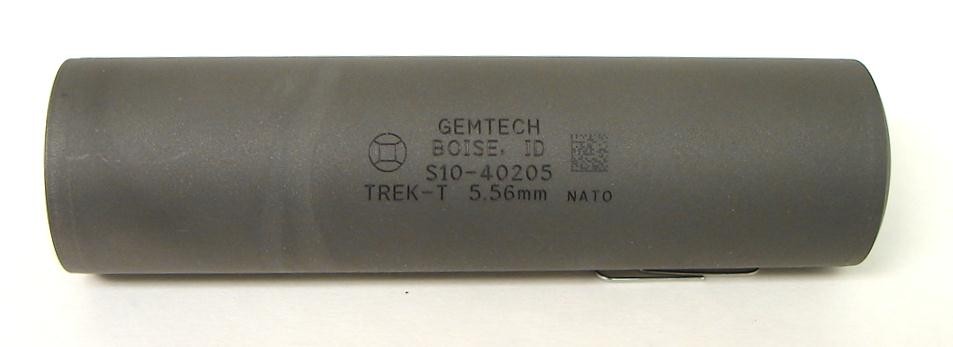 GEMTECH
BOISE, ID
S10-40205
TREK-T 5.56mm NATO